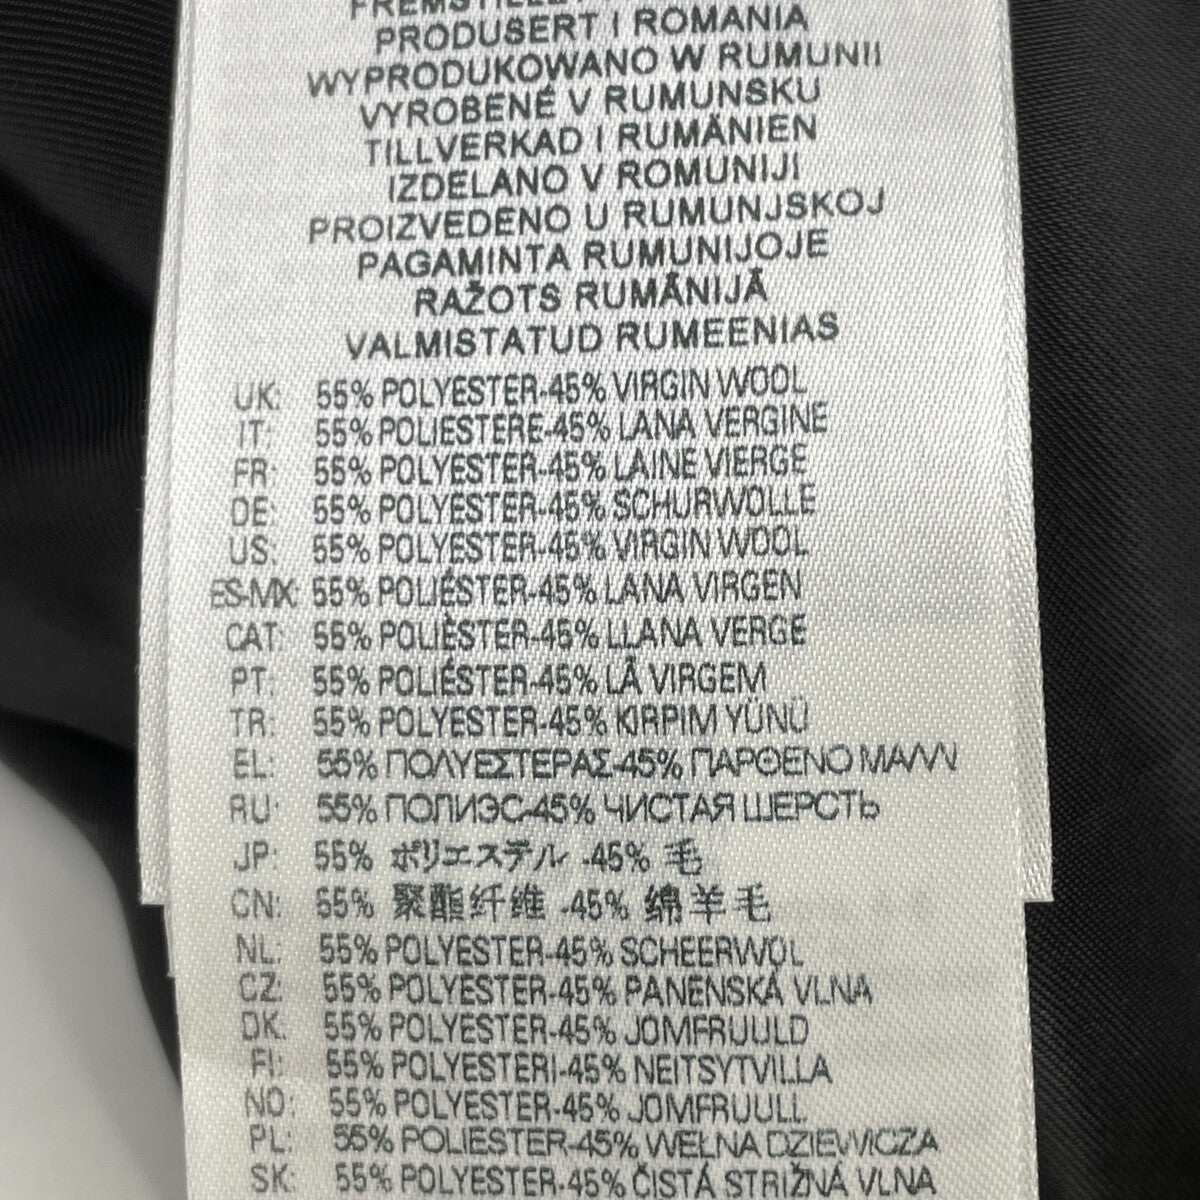 FREMSTILLET I
PRODUSERT I ROMANIA
WYPRODUKOWANO W RUMUNII
VYROBENÉ V RUMUNSKU
TILLVERKAD I RUMÄNIEN
IZDELANO V ROMUNIJI
PROIZVEDENO U RUMUNJSKOJ
PAGAMINTA RUMUNIJOJE
RAŽOTS RUMĀNIJĀ
VALMISTATUD RUMEENIAS
UK: 55% POLYESTER-45% VIRGIN WOOL
IT: 55% POLIESTERE-45% LANA VERGINE
FR: 55% POLYESTER-45% LAINE VIERGE
DE: 55% POLYESTER-45% SCHURWOLLE
US: 55% POLYESTER-45% VIRGIN WOOL
ES-MX: 55% POLIÉSTER-45% LANA VIRGEN
CAT: 55% POLIÈSTER-45% LLANA VERGE
PT: 55% POLIÉSTER-45% LÃ VIRGEM
TR: 55% POLYESTER-45% KIRPIM YÜNÜ
EL: 55% ΠΟΛΥΕΣΤΕΡΑΣ-45% ΠΑΡΘΕΝΟ ΜΑΛΛΙ
RU: 55% ПОЛИЭС-45% ЧИСТАЯ ШЕРСТЬ
JP: 55% ポリエステル -45% 毛
CN: 55% 聚酯纤维 -45% 绵羊毛
NL: 55% POLYESTER-45% SCHEERWOL
CZ: 55% POLYESTER-45% PANENSKÁ VLNA
DK: 55% POLYESTER-45% JOMFRUULD
FI: 55% POLYESTERI-45% NEITSYTVILLA
NO: 55% POLYESTER-45% JOMFRUULL
PL: 55% POLIESTER-45% WEŁNA DZIEWICZA
SK: 55% POLYESTER-45% ČISTÁ STRIŽNÁ VLNA